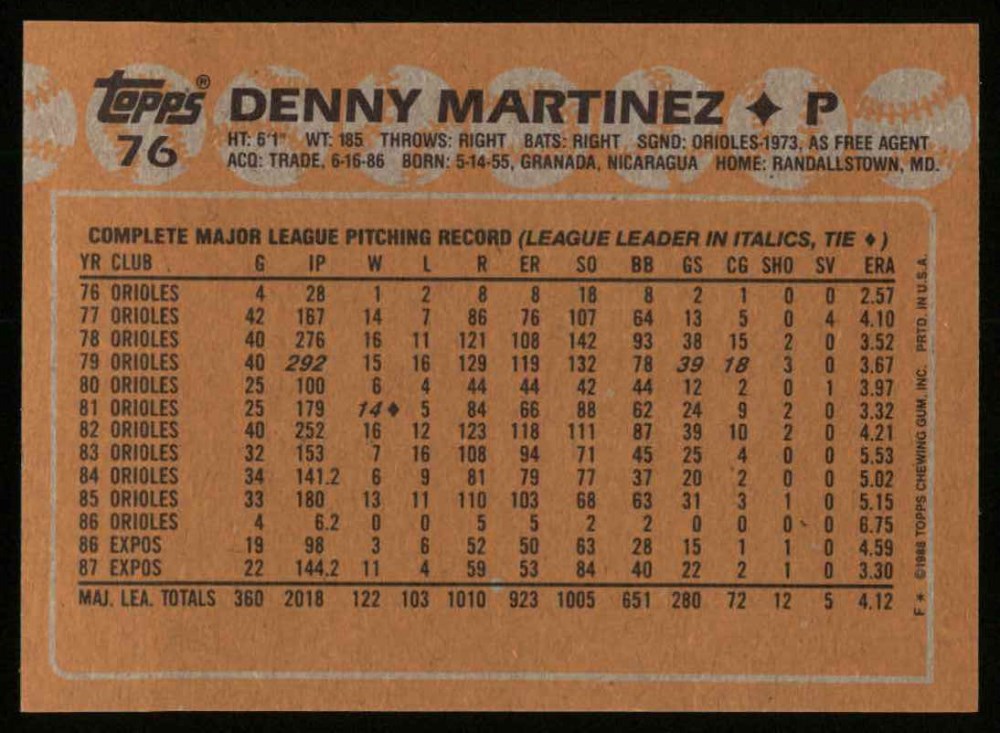 Topps® DENNY MARTINEZ ✦ P
76 HT: 6'1" WT: 185 THROWS: RIGHT BATS: RIGHT SGND: ORIOLES-1973, AS FREE AGENT
ACQ: TRADE, 6-16-86 BORN: 5-14-55, GRANADA, NICARAGUA HOME: RANDALLSTOWN, MD.
COMPLETE MAJOR LEAGUE PITCHING RECORD (LEAGUE LEADER IN ITALICS, TIE ♦)
YR CLUB G IP W L R ER SO BB GS CG SHO SV ERA
76 ORIOLES 4 28 1 2 8 8 18 8 2 1 0 0 2.57
77 ORIOLES 42 167 14 7 86 76 107 64 13 5 0 4 4.10
78 ORIOLES 40 276 16 11 121 108 142 93 38 15 2 0 3.52
79 ORIOLES 40 292 15 16 129 119 132 78 39 18 3 0 3.67
80 ORIOLES 25 100 6 4 44 44 42 44 12 2 0 1 3.97
81 ORIOLES 25 179 14♦ 5 84 66 88 62 24 9 2 0 3.32
82 ORIOLES 40 252 16 12 123 118 111 87 39 10 2 0 4.21
83 ORIOLES 32 153 7 16 108 94 71 45 25 4 0 0 5.53
84 ORIOLES 34 141.2 6 9 81 79 77 37 20 2 0 0 5.02
85 ORIOLES 33 180 13 11 110 103 68 63 31 3 1 0 5.15
86 ORIOLES 4 6.2 0 0 5 5 2 2 0 0 0 0 6.75
86 EXPOS 19 98 3 6 52 50 63 28 15 1 1 0 4.59
87 EXPOS 22 144.2 11 4 59 53 84 40 22 2 1 0 3.30
MAJ. LEA. TOTALS 360 2018 122 103 1010 923 1005 651 280 72 12 5 4.12
F * ©1988 TOPPS CHEWING GUM, INC. PRTD. IN U.S.A.